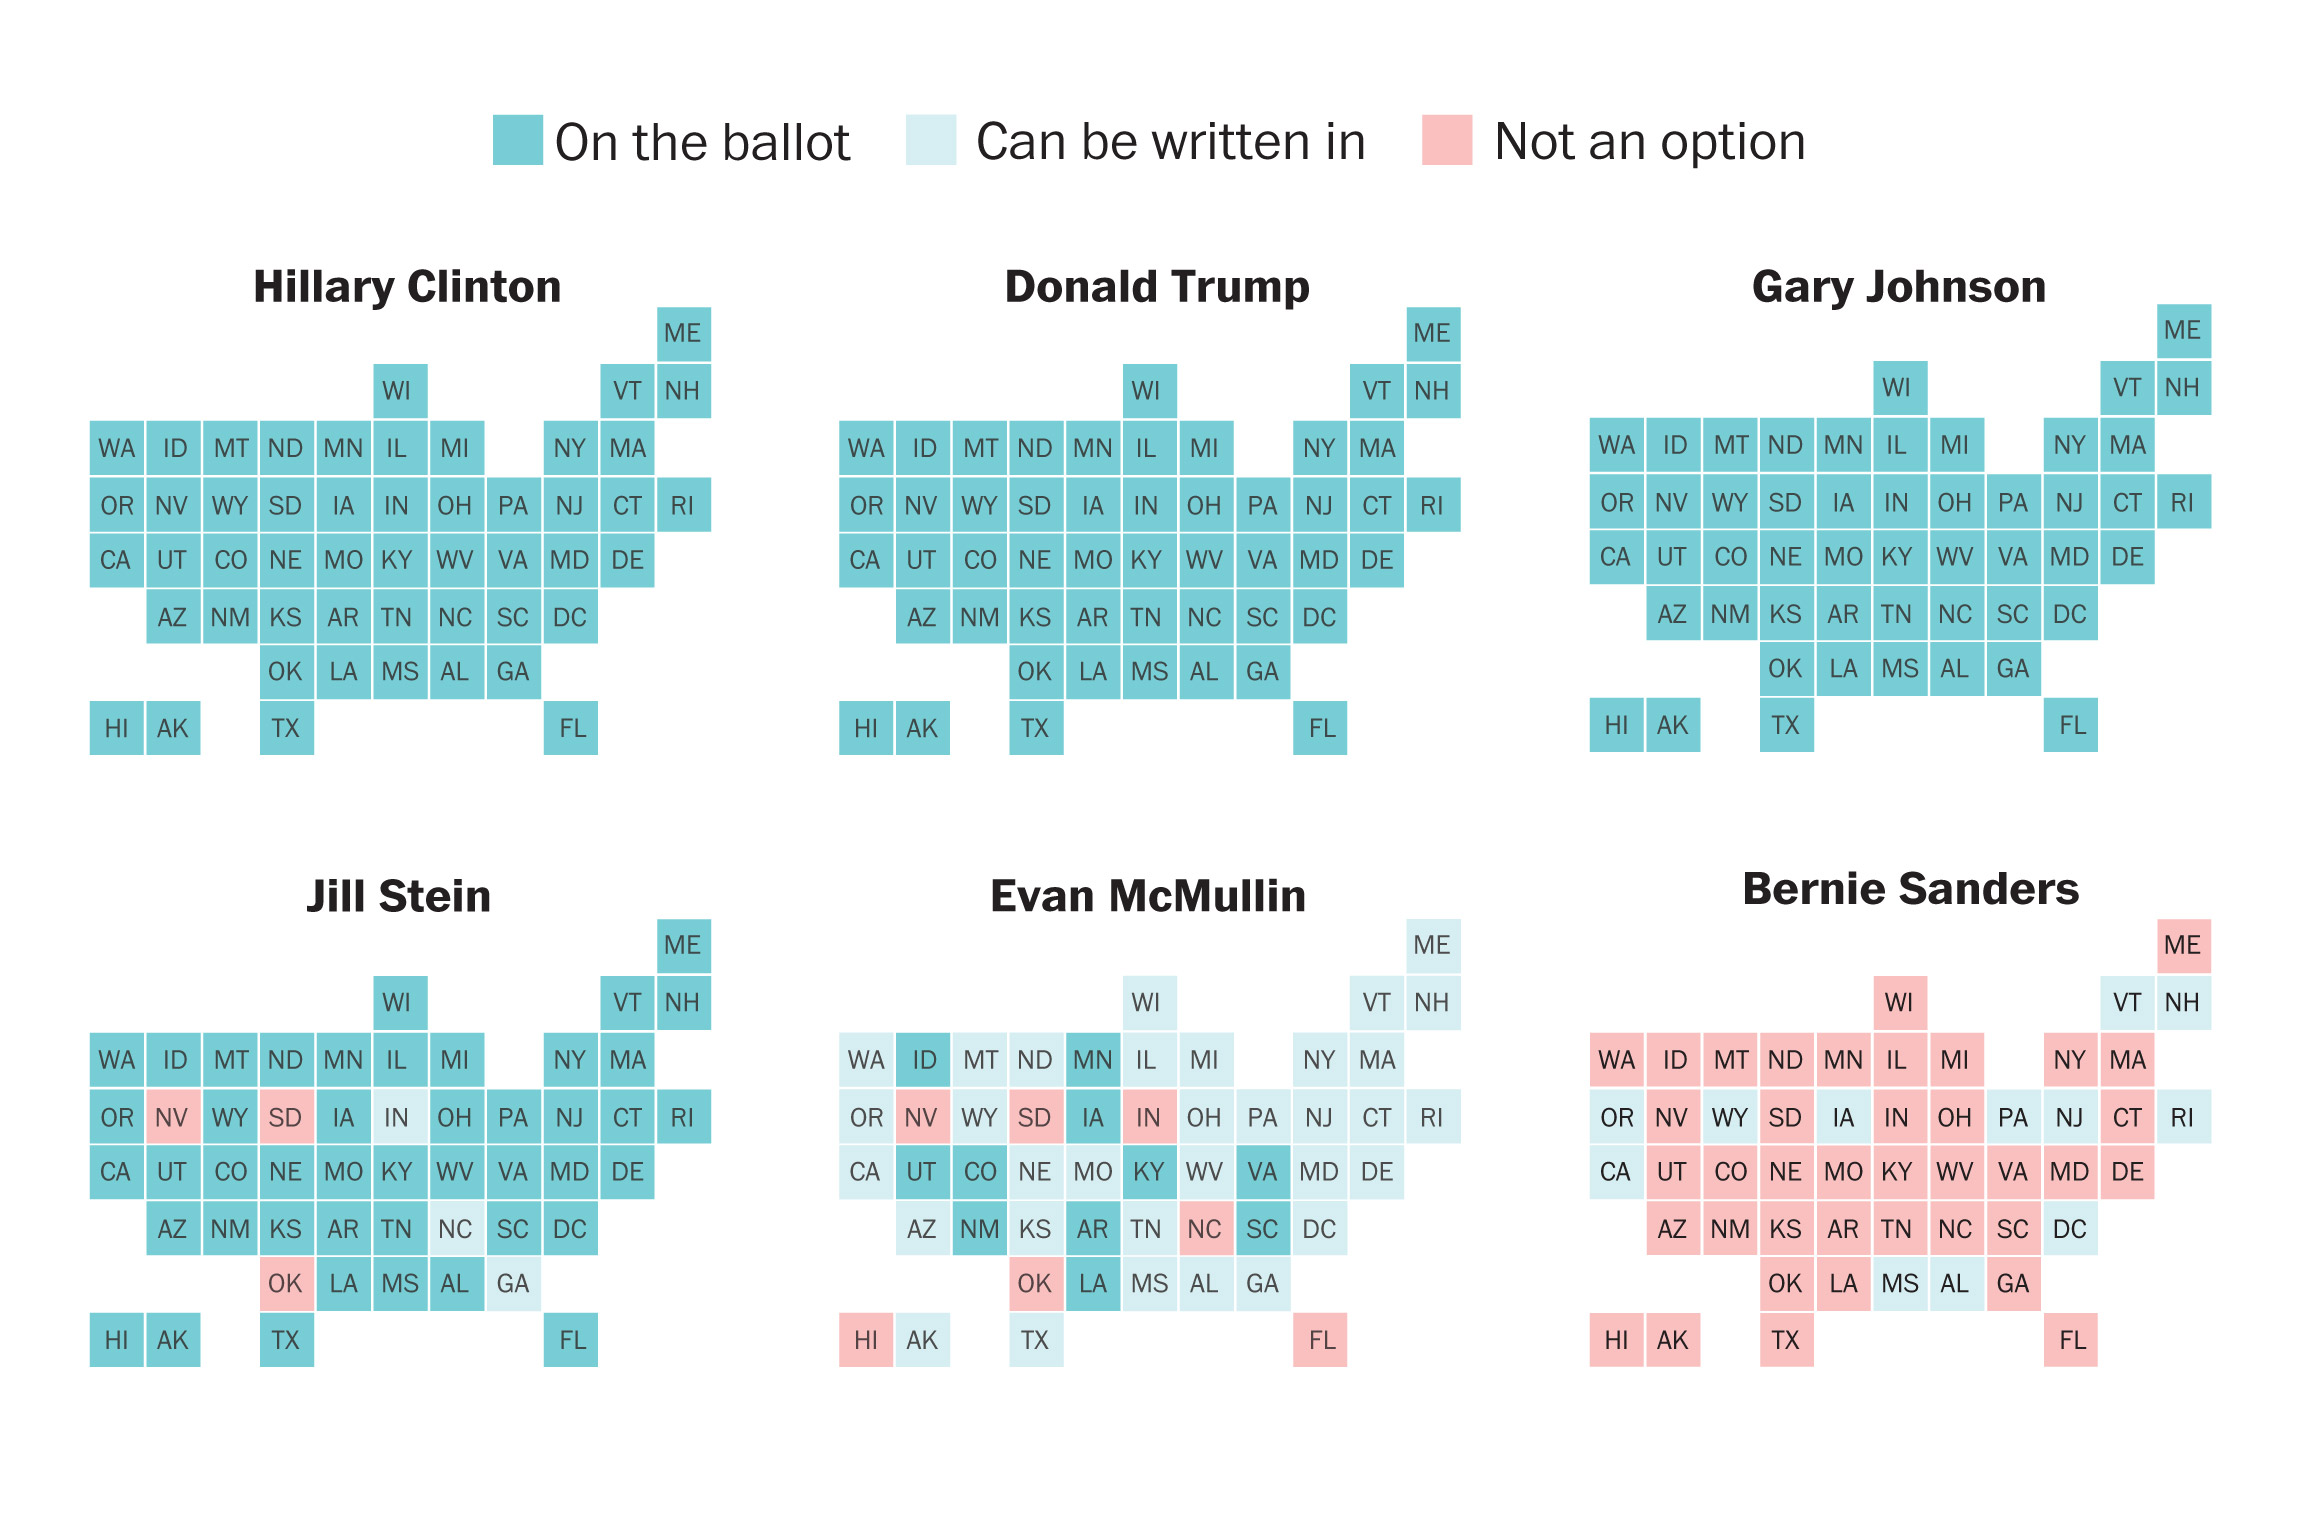 On the ballot Can be written in Not an option
Hillary Clinton
ME
WI VT NH
WA ID MT ND MN IL MI NY MA
OR NV WY SD IA IN OH PA NJ CT RI
CA UT CO NE MO KY WV VA MD DE
AZ NM KS AR TN NC SC DC
OK LA MS AL GA
HI AK TX FL
Donald Trump
ME
WI VT NH
WA ID MT ND MN IL MI NY MA
OR NV WY SD IA IN OH PA NJ CT RI
CA UT CO NE MO KY WV VA MD DE
AZ NM KS AR TN NC SC DC
OK LA MS AL GA
HI AK TX FL
Gary Johnson
ME
WI VT NH
WA ID MT ND MN IL MI NY MA
OR NV WY SD IA IN OH PA NJ CT RI
CA UT CO NE MO KY WV VA MD DE
AZ NM KS AR TN NC SC DC
OK LA MS AL GA
HI AK TX FL
Jill Stein
ME
WI VT NH
WA ID MT ND MN IL MI NY MA
OR NV WY SD IA IN OH PA NJ CT RI
CA UT CO NE MO KY WV VA MD DE
AZ NM KS AR TN NC SC DC
OK LA MS AL GA
HI AK TX FL
Evan McMullin
ME
WI VT NH
WA ID MT ND MN IL MI NY MA
OR NV WY SD IA IN OH PA NJ CT RI
CA UT CO NE MO KY WV VA MD DE
AZ NM KS AR TN NC SC DC
OK LA MS AL GA
HI AK TX FL
Bernie Sanders
ME
WI VT NH
WA ID MT ND MN IL MI NY MA
OR NV WY SD IA IN OH PA NJ CT RI
CA UT CO NE MO KY WV VA MD DE
AZ NM KS AR TN NC SC DC
OK LA MS AL GA
HI AK TX FL